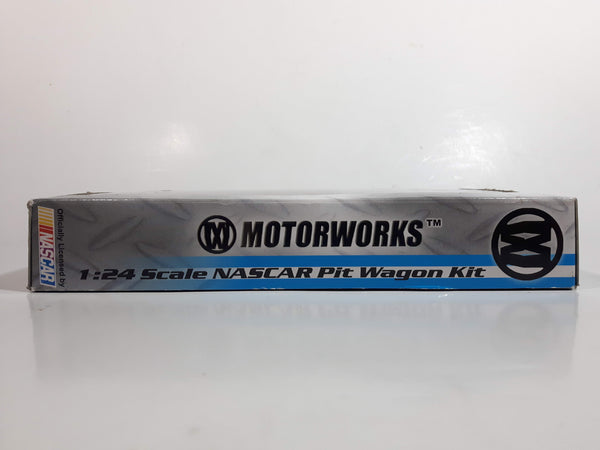 Officially Licensed by
NASCAR
MOTORWORKS™
1:24 Scale NASCAR Pit Wagon Kit